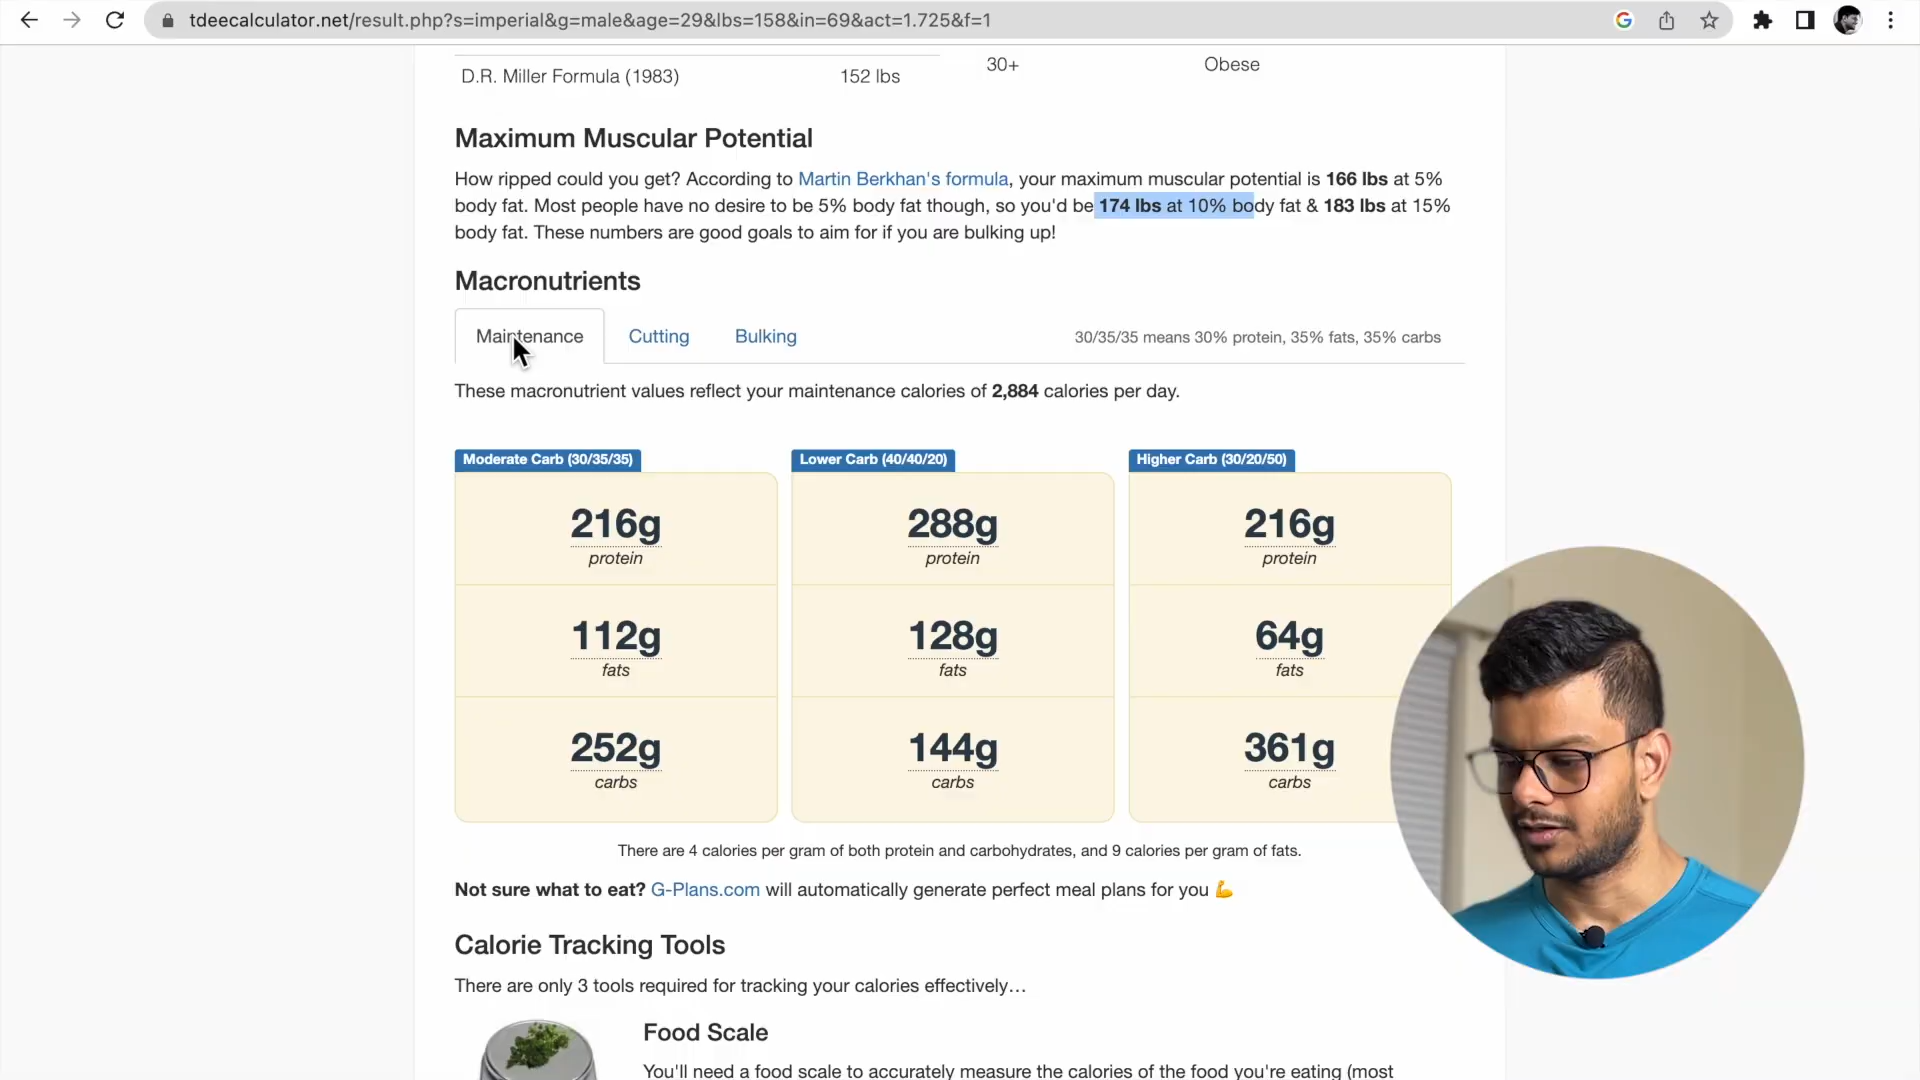 tdeecalculator.net/result.php?s=imperial&g=male&age=29&lbs=158&in=69&act=1.725&f=1
D.R. Miller Formula (1983) 152 lbs
30+ Obese
Maximum Muscular Potential
How ripped could you get? According to Martin Berkhan's formula, your maximum muscular potential is 166 lbs at 5%
body fat. Most people have no desire to be 5% body fat though, so you'd be 174 lbs at 10% body fat & 183 lbs at 15%
body fat. These numbers are good goals to aim for if you are bulking up!
Macronutrients
Maintenance Cutting Bulking 30/35/35 means 30% protein, 35% fats, 35% carbs
These macronutrient values reflect your maintenance calories of 2,884 calories per day.
Moderate Carb (30/35/35) Lower Carb (40/40/20) Higher Carb (30/20/50)
216g 288g 216g
protein protein protein
112g 128g 64g
fats fats fats
252g 144g 361g
carbs carbs carbs
There are 4 calories per gram of both protein and carbohydrates, and 9 calories per gram of fats.
Not sure what to eat? G-Plans.com will automatically generate perfect meal plans for you 💪
Calorie Tracking Tools
There are only 3 tools required for tracking your calories effectively…
Food Scale
You'll need a food scale to accurately measure the calories of the food you're eating (most